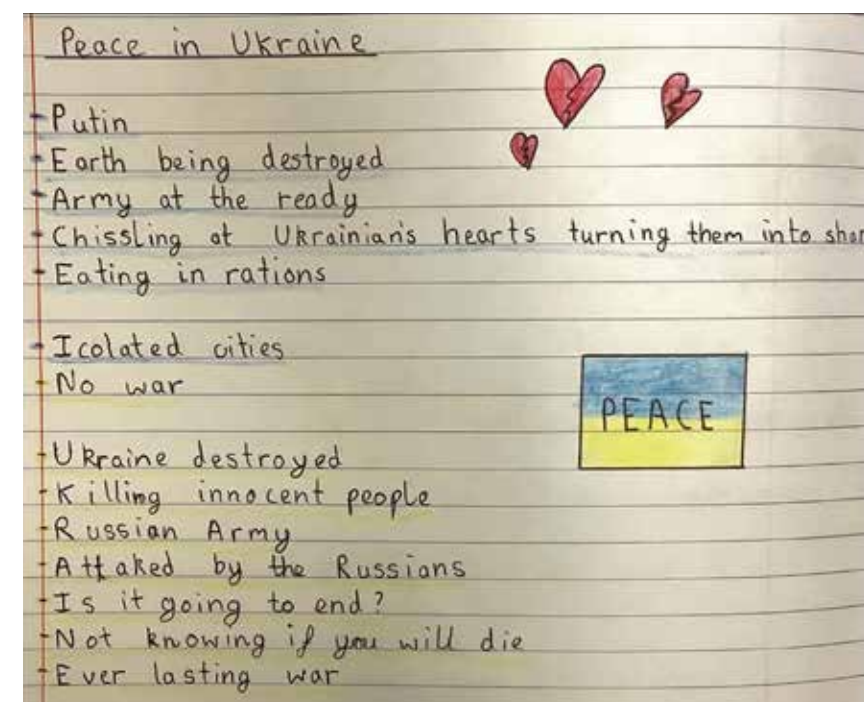 Peace in Ukraine
- Putin
- Earth being destroyed
- Army at the ready
- Chissling at Ukrainian's hearts turning them into
- Eating in rations
- Icolated cities
- No war
PEACE
- Ukraine destroyed
- Killing innocent people
- Russian Army
- Attaked by the Russians
- Is it going to end?
- Not knowing if you will die
- Ever lasting war